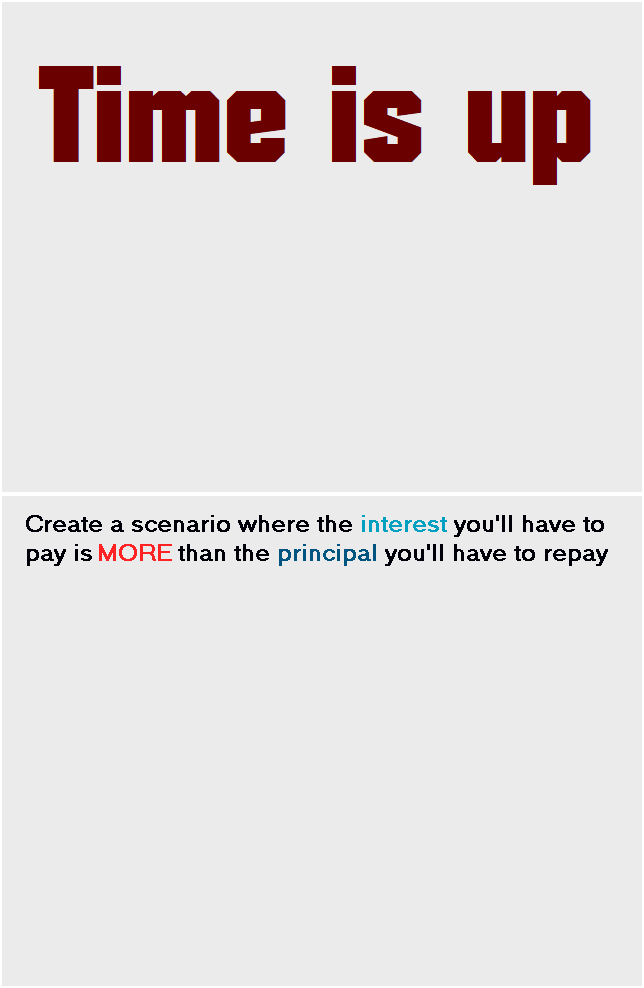 Time is up
Create a scenario where the interest you'll have to
pay is MORE than the principal you'll have to repay